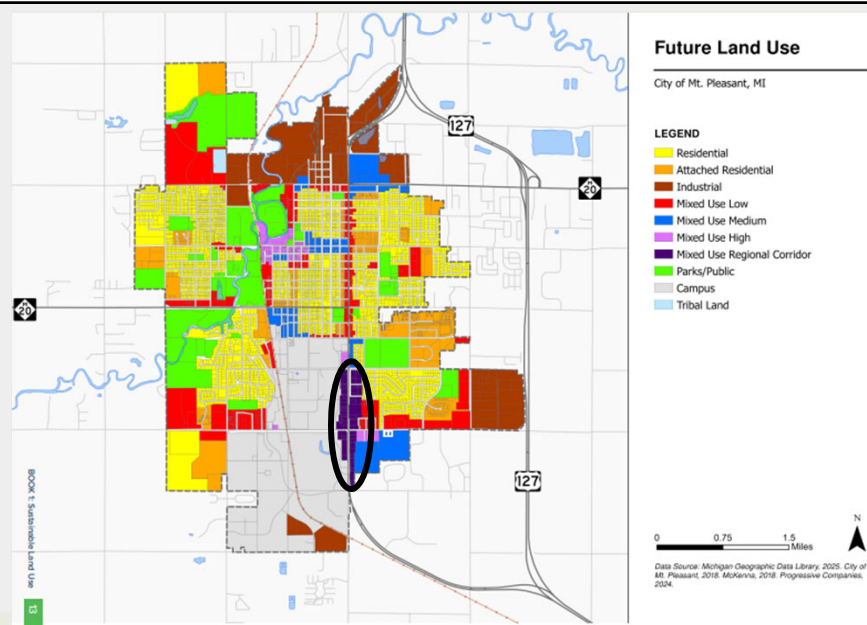 Future Land Use
City of Mt. Pleasant, MI
LEGEND
Residential
Attached Residential
Industrial
Mixed Use Low
Mixed Use Medium
Mixed Use High
Mixed Use Regional Corridor
Parks/Public
Campus
Tribal Land
127
M
20
M
20
127
N
0 0.75 1.5
Miles
Data Source: Michigan Geographic Data Library, 2025. City of
Mt. Pleasant, 2018. McKenna, 2018. Progressive Companies,
2024.
BOOK 1: Sustainable Land Use
13